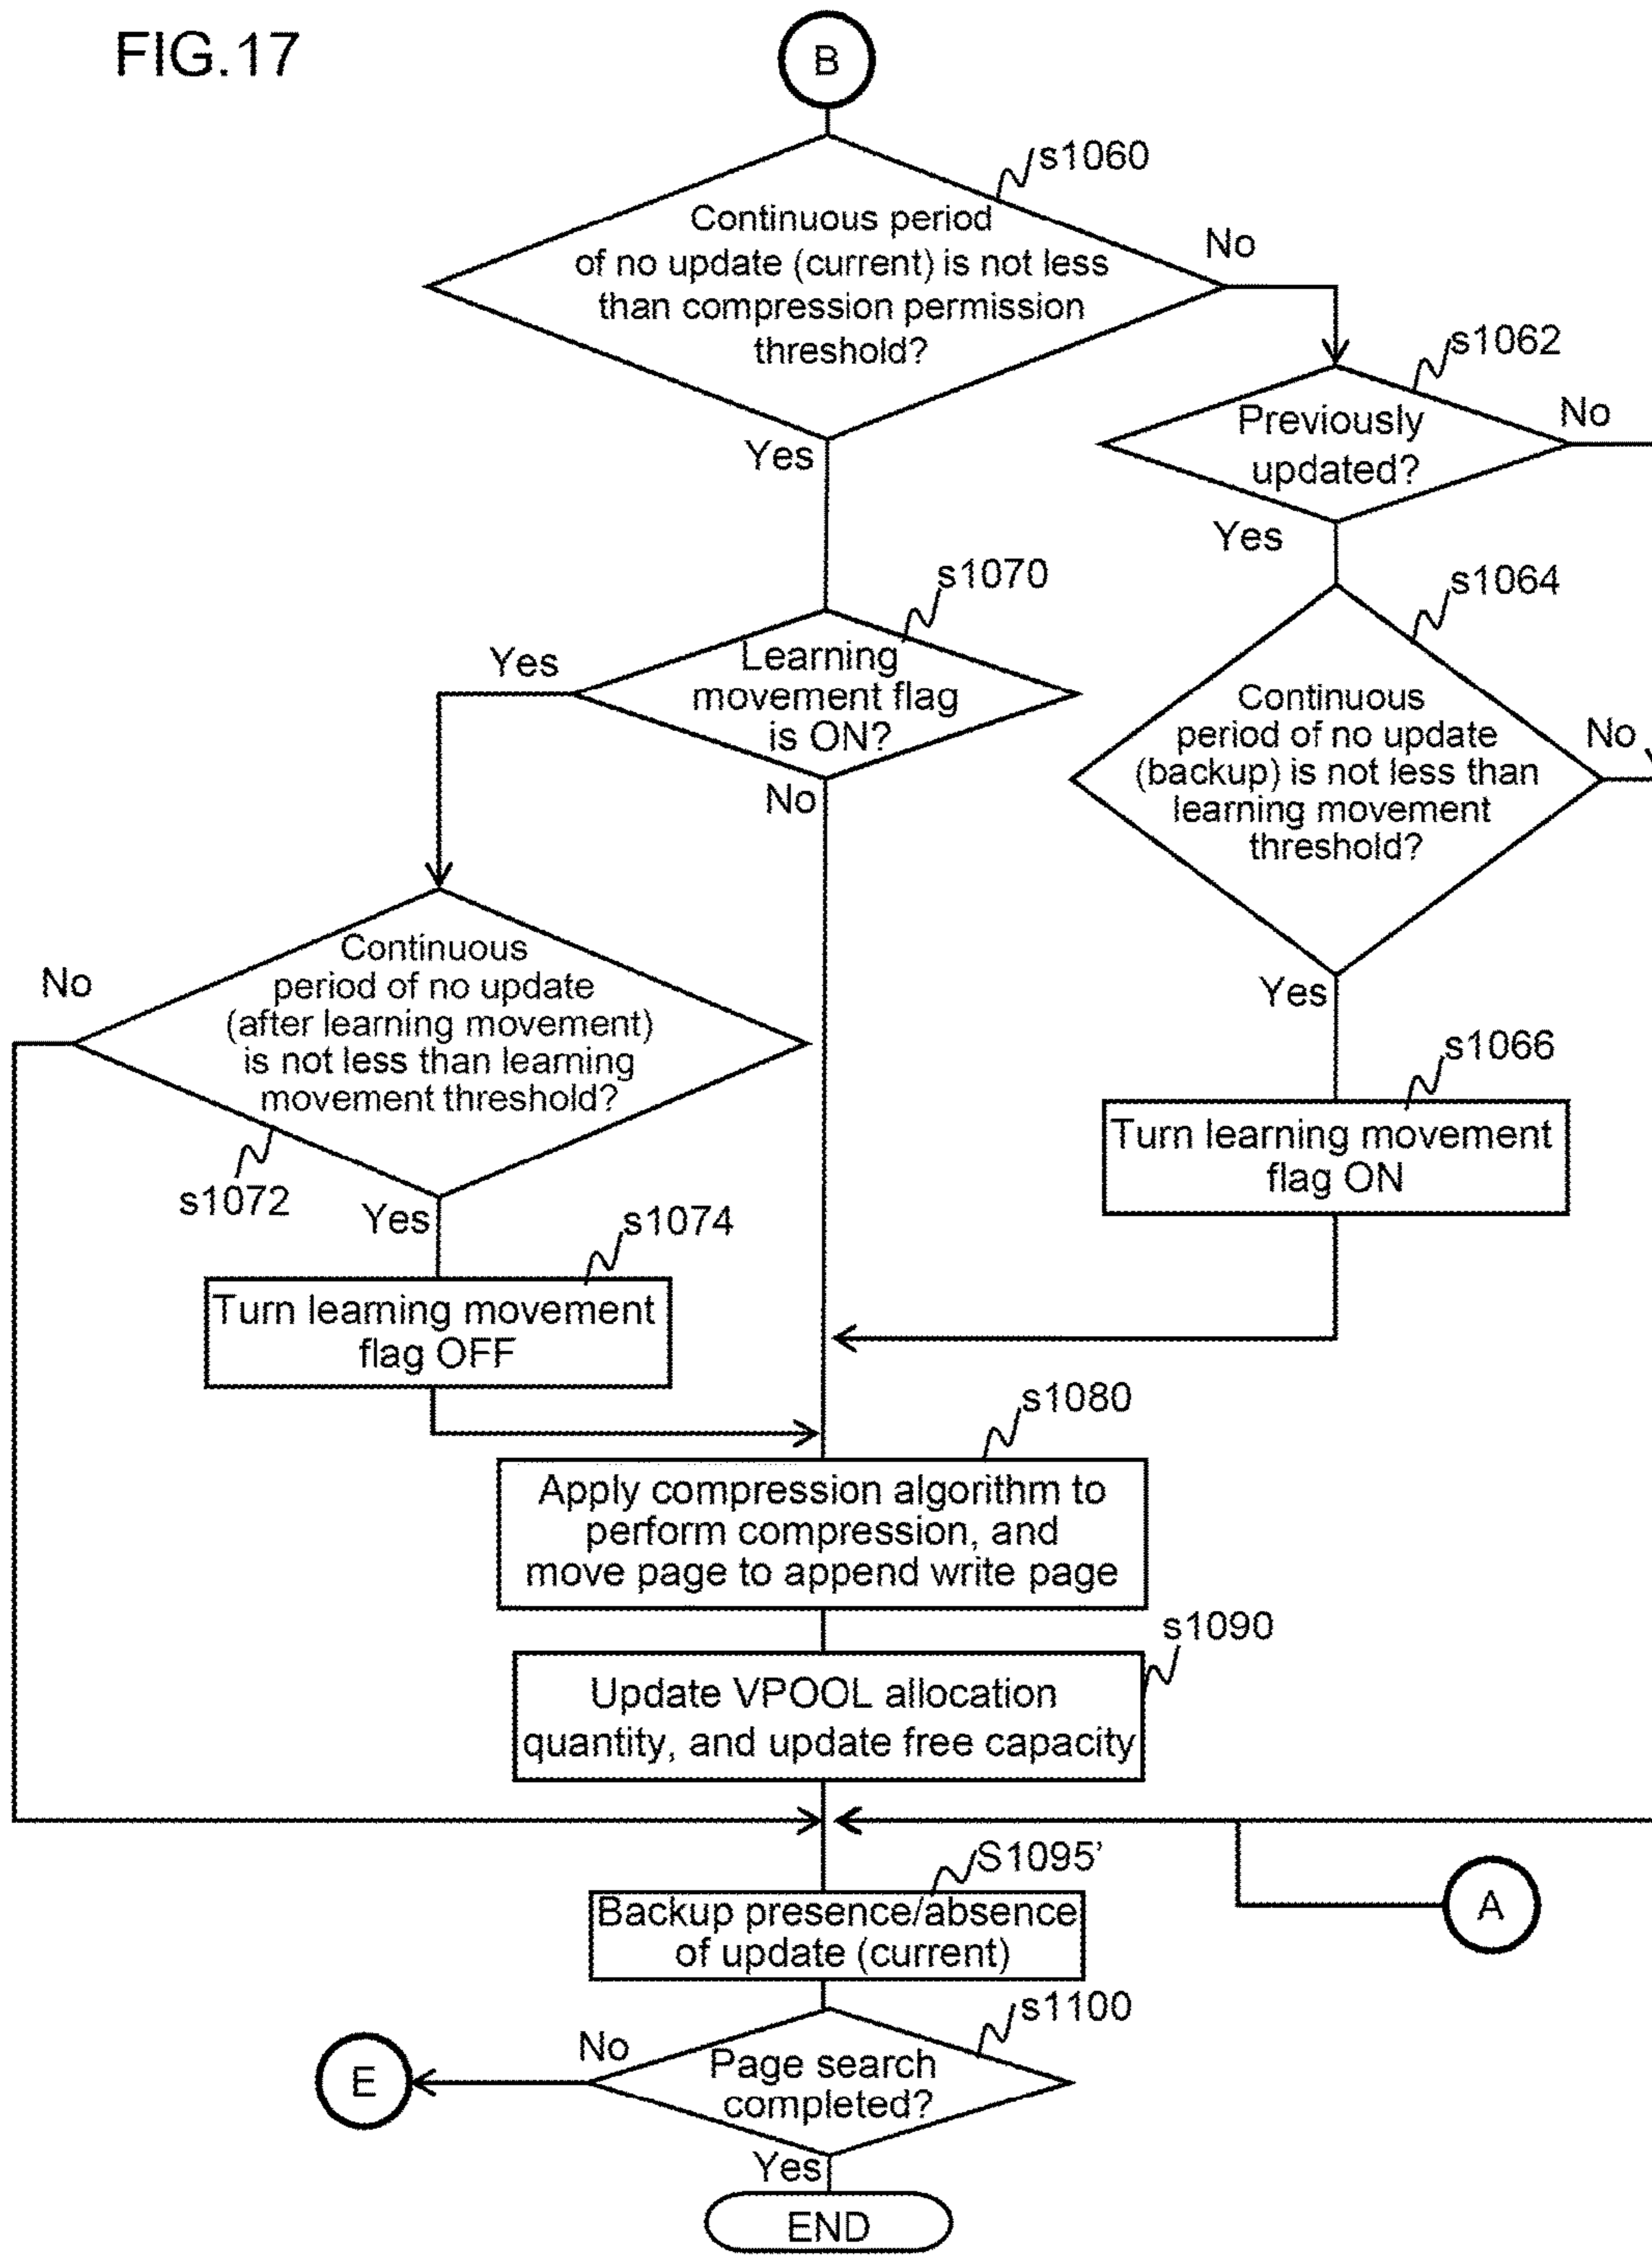 FIG.17
B
s1060
Continuous period
of no update (current) is not less
than compression permission
threshold?
No
Yes
s1062
Previously
updated?
No
Yes
s1070
Learning
movement flag
is ON?
Yes
No
s1064
Continuous
period of no update
(backup) is not less than
learning movement
threshold?
No
Yes
Continuous
period of no update
(after learning movement)
is not less than learning
movement threshold?
No
s1072
Yes
s1066
Turn learning movement
flag ON
s1074
Turn learning movement
flag OFF
s1080
Apply compression algorithm to
perform compression, and
move page to append write page
s1090
Update VPOOL allocation
quantity, and update free capacity
S1095’
Backup presence/absence
of update (current)
A
s1100
Page search
completed?
No
E
Yes
END